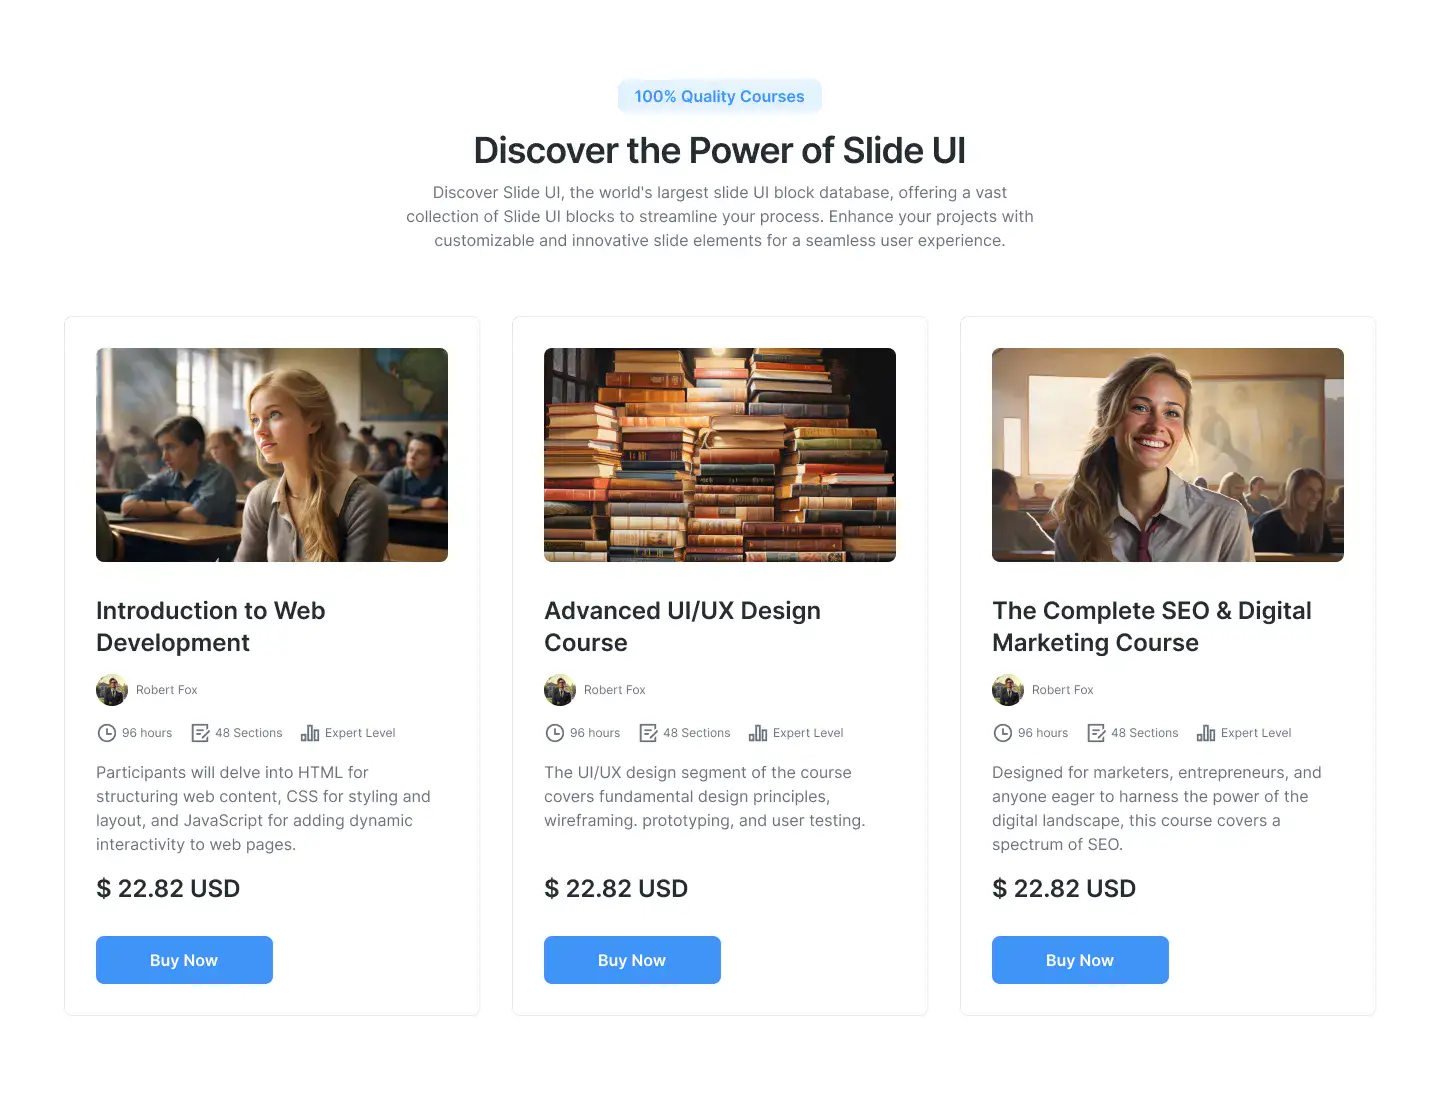 100% Quality Courses
Discover the Power of Slide UI
Discover Slide UI, the world's largest slide UI block database, offering a vast
collection of Slide UI blocks to streamline your process. Enhance your projects with
customizable and innovative slide elements for a seamless user experience.
Introduction to Web
Development
Robert Fox
96 hours
48 Sections
Expert Level
Participants will delve into HTML for
structuring web content, CSS for styling and
layout, and JavaScript for adding dynamic
interactivity to web pages.
$ 22.82 USD
Buy Now
Advanced UI/UX Design
Course
Robert Fox
96 hours
48 Sections
Expert Level
The UI/UX design segment of the course
covers fundamental design principles,
wireframing. prototyping, and user testing.
$ 22.82 USD
Buy Now
The Complete SEO & Digital
Marketing Course
Robert Fox
96 hours
48 Sections
Expert Level
Designed for marketers, entrepreneurs, and
anyone eager to harness the power of the
digital landscape, this course covers a
spectrum of SEO.
$ 22.82 USD
Buy Now